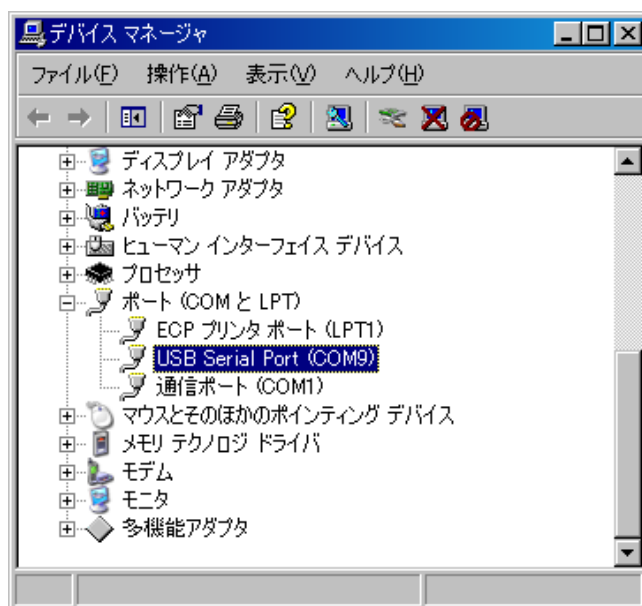 デバイス マネージャ
ファイル(F) 操作(A) 表示(V) ヘルプ(H)
ディスプレイ アダプタ
ネットワーク アダプタ
バッテリ
ヒューマン インターフェイス デバイス
プロセッサ
ポート (COM と LPT)
ECP プリンタ ポート (LPT1)
USB Serial Port (COM9)
通信ポート (COM1)
マウスとそのほかのポインティング デバイス
メモリ テクノロジ ドライバ
モデム
モニタ
多機能アダプタ